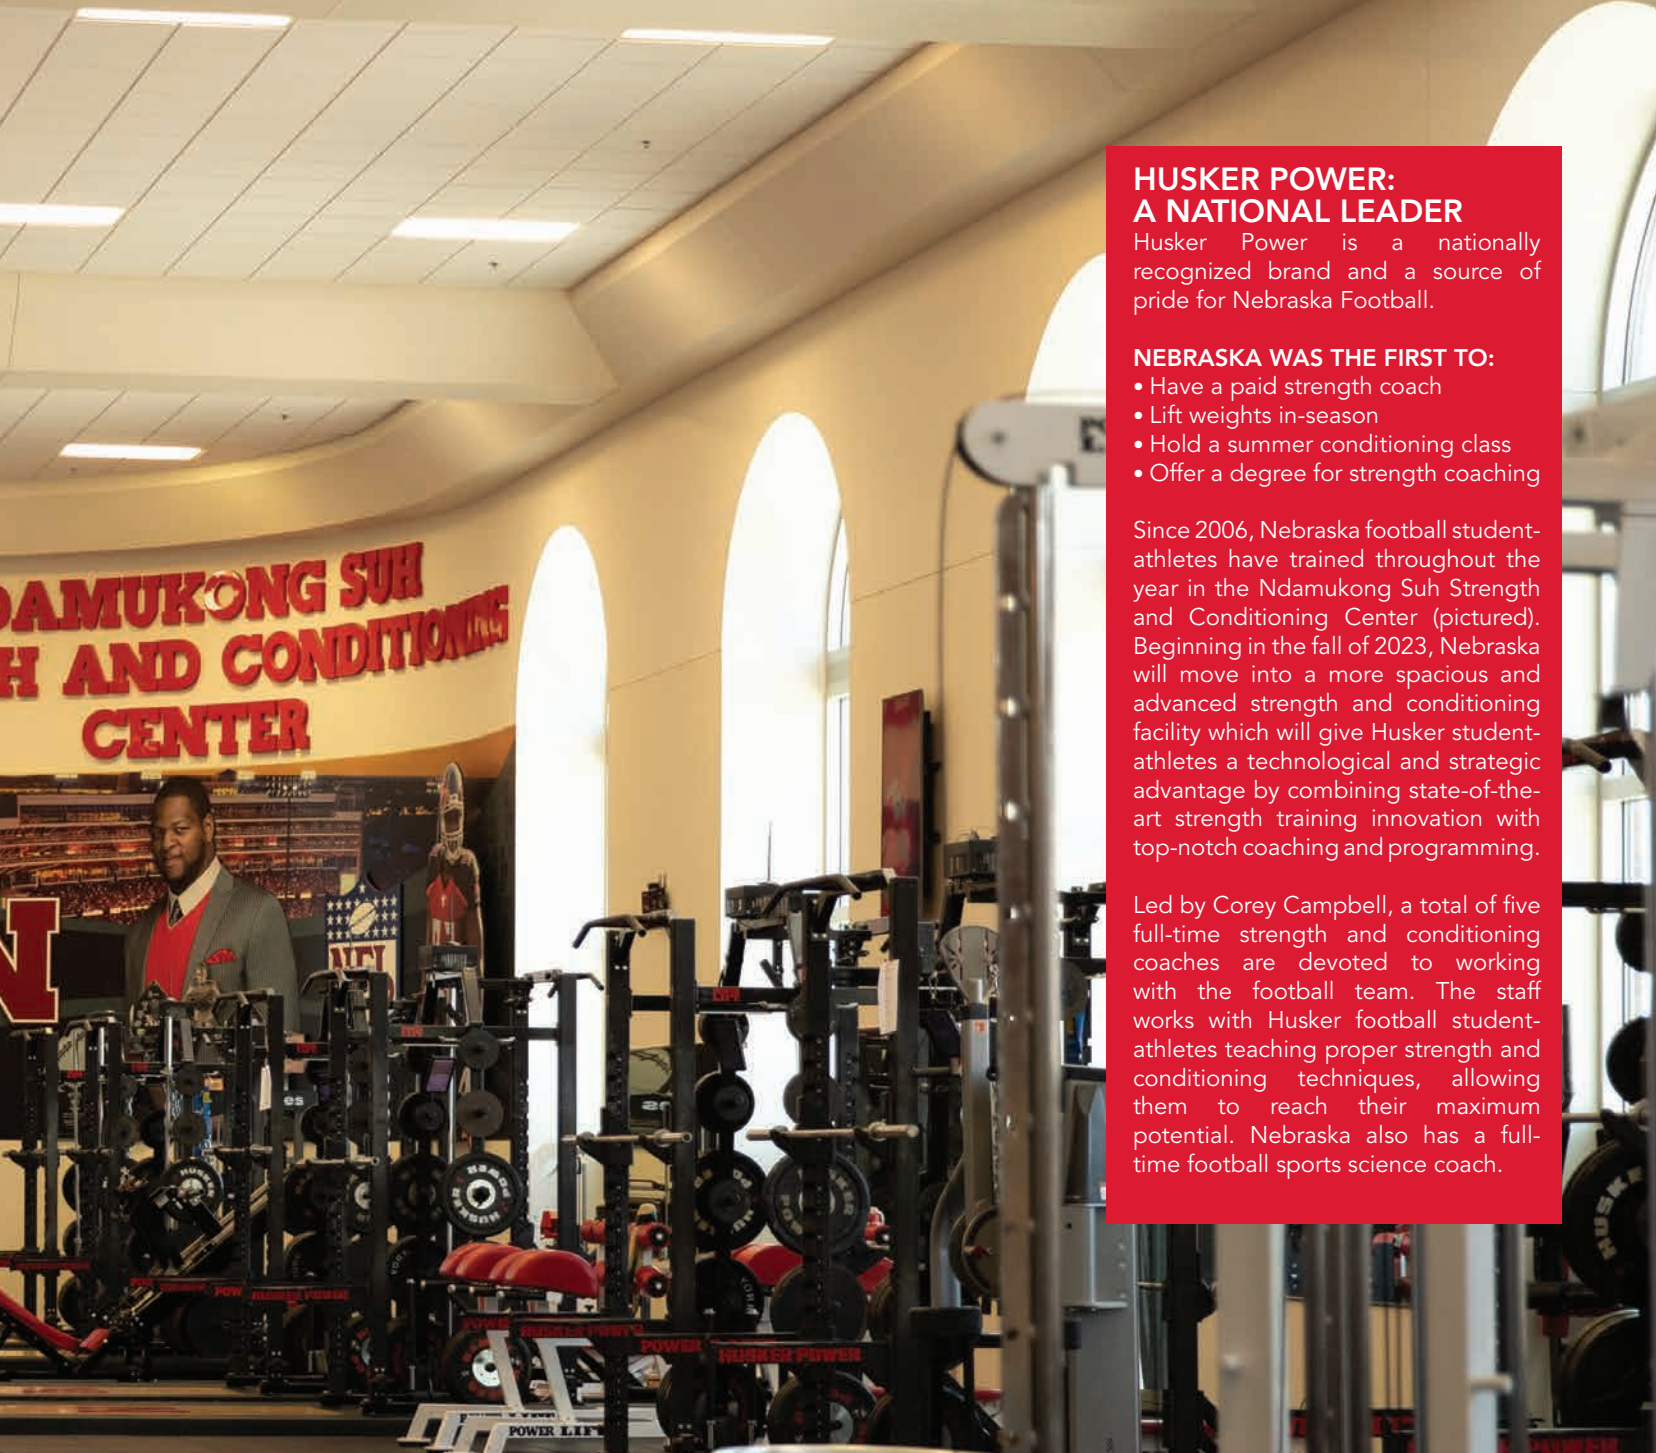 HUSKER POWER:
A NATIONAL LEADER
Husker Power is a nationally
recognized brand and a source of
pride for Nebraska Football.
NEBRASKA WAS THE FIRST TO:
• Have a paid strength coach
• Lift weights in-season
• Hold a summer conditioning class
• Offer a degree for strength coaching
Since 2006, Nebraska football student-
athletes have trained throughout the
year in the Ndamukong Suh Strength
and Conditioning Center (pictured).
Beginning in the fall of 2023, Nebraska
will move into a more spacious and
advanced strength and conditioning
facility which will give Husker student-
athletes a technological and strategic
advantage by combining state-of-the-
art strength training innovation with
top-notch coaching and programming.
Led by Corey Campbell, a total of five
full-time strength and conditioning
coaches are devoted to working
with the football team. The staff
works with Husker football student-
athletes teaching proper strength and
conditioning techniques, allowing
them to reach their maximum
potential. Nebraska also has a full-
time football sports science coach.
DAMUKONG SUH
H AND CONDITIONING
CENTER
N
NFL
HUSKER POWER
POWER
HUSKER POWER
POWER LIFT
HUSKER
POWER